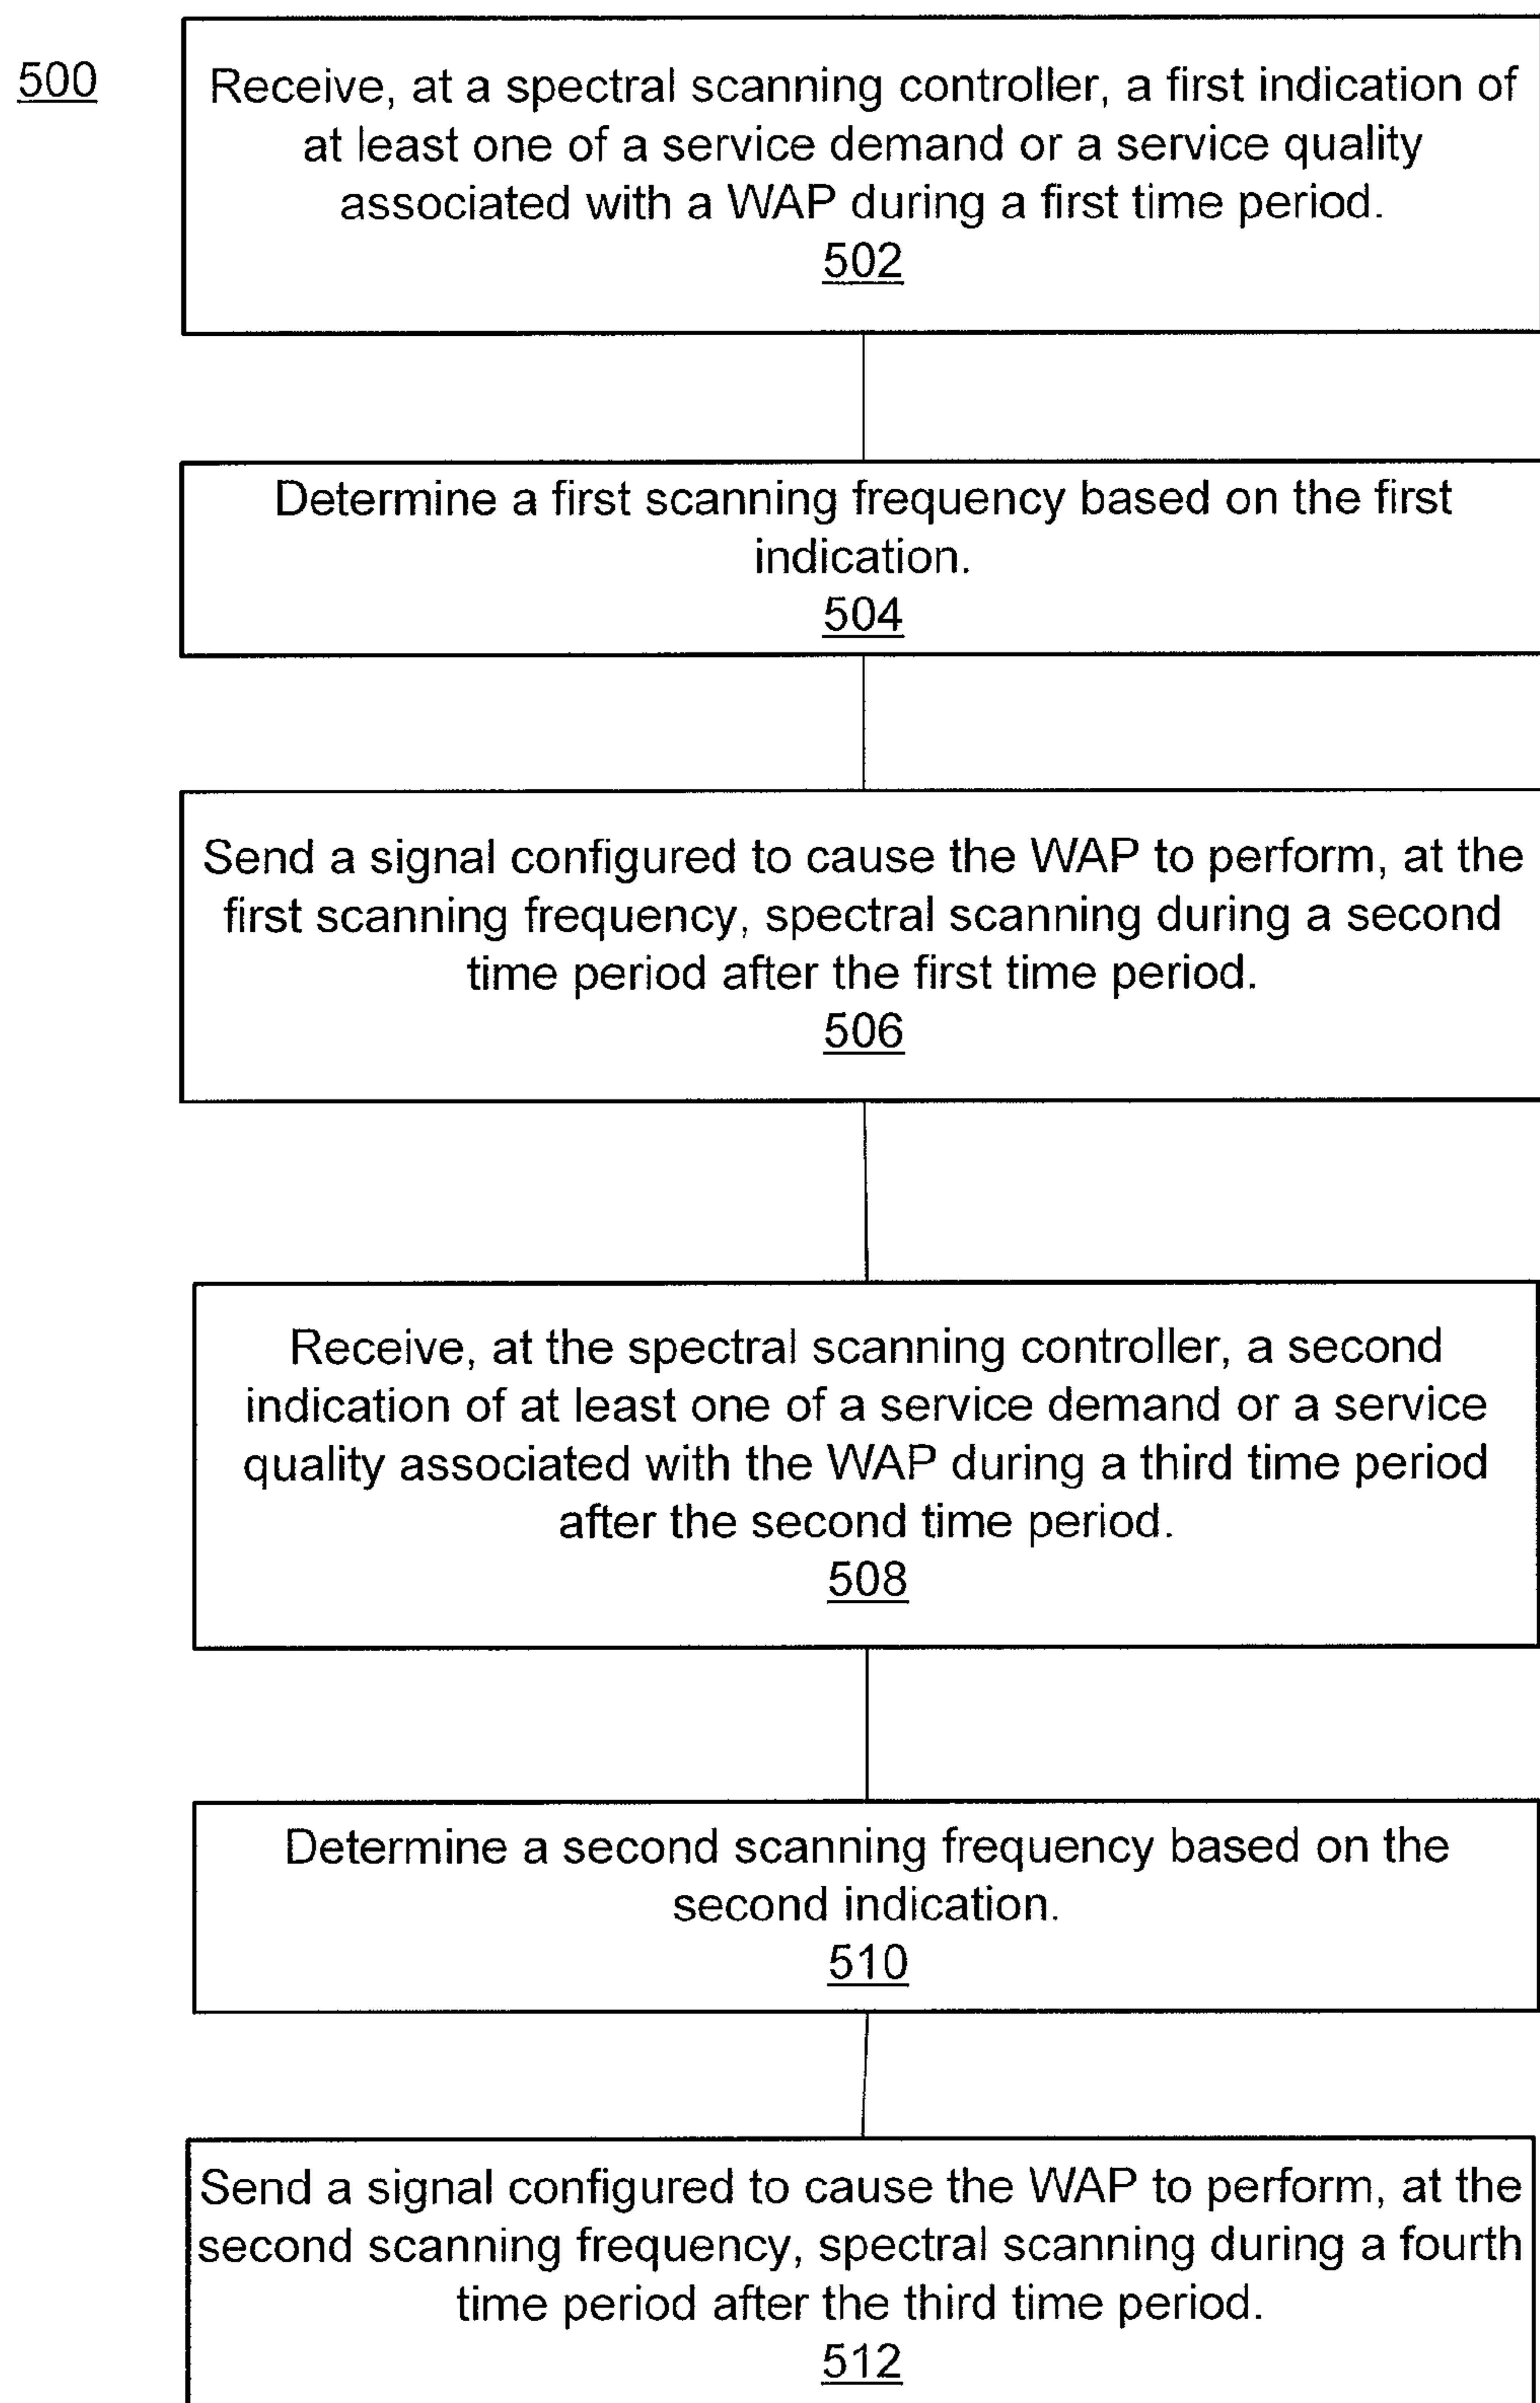 500
Receive, at a spectral scanning controller, a first indication of
at least one of a service demand or a service quality
associated with a WAP during a first time period.
502
Determine a first scanning frequency based on the first
indication.
504
Send a signal configured to cause the WAP to perform, at the
first scanning frequency, spectral scanning during a second
time period after the first time period.
506
Receive, at the spectral scanning controller, a second
indication of at least one of a service demand or a service
quality associated with the WAP during a third time period
after the second time period.
508
Determine a second scanning frequency based on the
second indication.
510
Send a signal configured to cause the WAP to perform, at the
second scanning frequency, spectral scanning during a fourth
time period after the third time period.
512